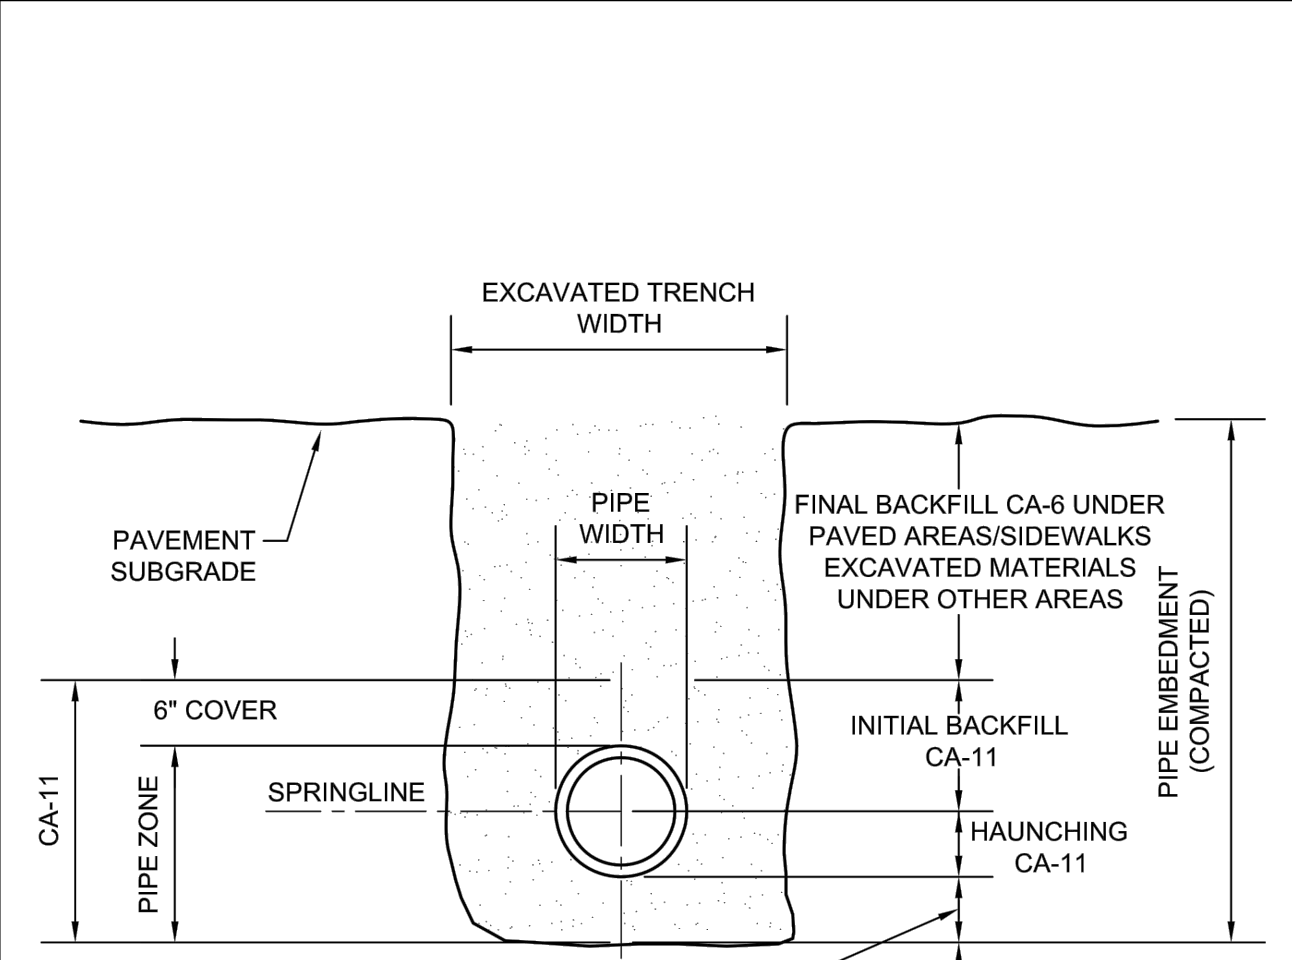 EXCAVATED TRENCH
WIDTH
PIPE
WIDTH
FINAL BACKFILL CA-6 UNDER
PAVED AREAS/SIDEWALKS
EXCAVATED MATERIALS
UNDER OTHER AREAS
PAVEMENT
SUBGRADE
PIPE EMBEDMENT
(COMPACTED)
6" COVER
INITIAL BACKFILL
CA-11
CA-11
PIPE ZONE
SPRINGLINE
HAUNCHING
CA-11